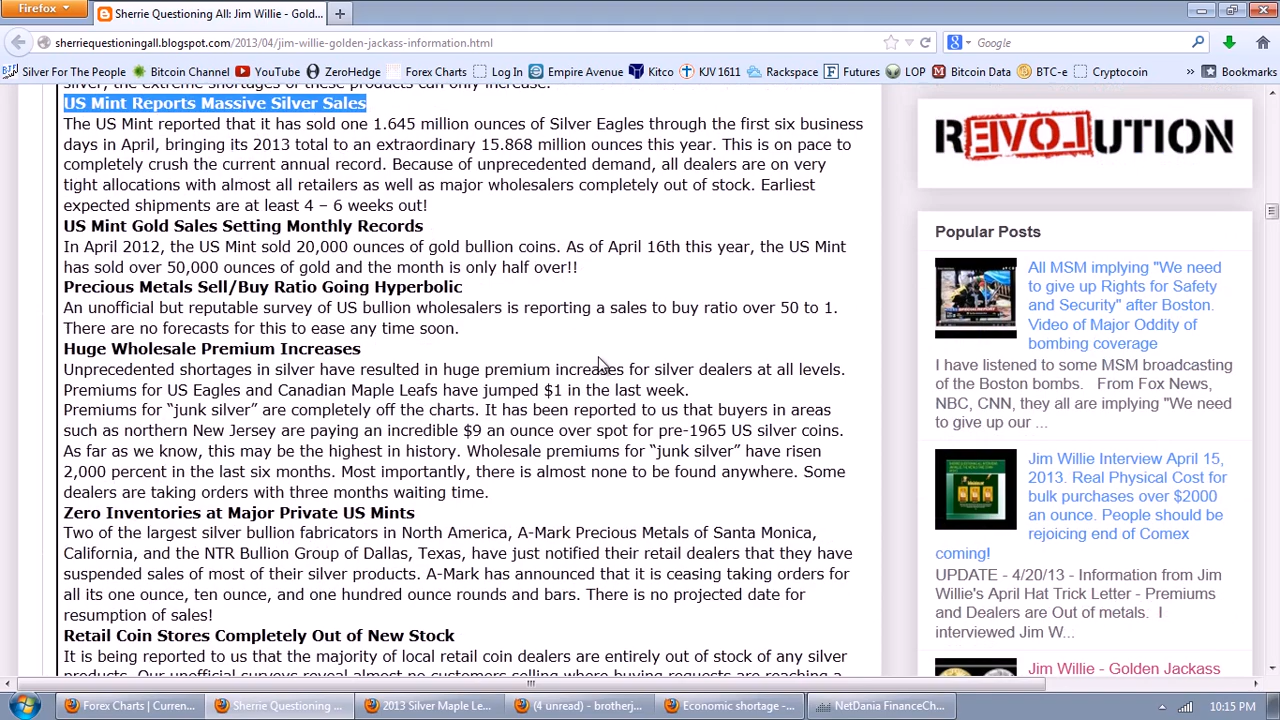 Firefox
Sherrie Questioning All: Jim Willie - Gold...
sherriequestioningall.blogspot.com/2013/04/jim-willie-golden-jackass-information.html
Google
Silver For The People
Bitcoin Channel
YouTube
ZeroHedge
Forex Charts
Log In
Empire Avenue
Kitco
KJV 1611
Rackspace
Futures
LOP
Bitcoin Data
BTC-e
Cryptocoin
»
Bookmarks
silver, the extreme shortages of these products can only increase.
US Mint Reports Massive Silver Sales
The US Mint reported that it has sold one 1.645 million ounces of Silver Eagles through the first six business
days in April, bringing its 2013 total to an extraordinary 15.868 million ounces this year. This is on pace to
completely crush the current annual record. Because of unprecedented demand, all dealers are on very
tight allocations with almost all retailers as well as major wholesalers completely out of stock. Earliest
expected shipments are at least 4 – 6 weeks out!
US Mint Gold Sales Setting Monthly Records
In April 2012, the US Mint sold 20,000 ounces of gold bullion coins. As of April 16th this year, the US Mint
has sold over 50,000 ounces of gold and the month is only half over!!
Precious Metals Sell/Buy Ratio Going Hyperbolic
An unofficial but reputable survey of US bullion wholesalers is reporting a sales to buy ratio over 50 to 1.
There are no forecasts for this to ease any time soon.
Huge Wholesale Premium Increases
Unprecedented shortages in silver have resulted in huge premium increases for silver dealers at all levels.
Premiums for US Eagles and Canadian Maple Leafs have jumped $1 in the last week.
Premiums for “junk silver” are completely off the charts. It has been reported to us that buyers in areas
such as northern New Jersey are paying an incredible $9 an ounce over spot for pre-1965 US silver coins.
As far as we know, this may be the highest in history. Wholesale premiums for “junk silver” have risen
2,000 percent in the last six months. Most importantly, there is almost none to be found anywhere. Some
dealers are taking orders with three months waiting time.
Zero Inventories at Major Private US Mints
Two of the largest silver bullion fabricators in North America, A-Mark Precious Metals of Santa Monica,
California, and the NTR Bullion Group of Dallas, Texas, have just notified their retail dealers that they have
suspended sales of most of their silver products. A-Mark has announced that it is ceasing taking orders for
all its one ounce, ten ounce, and one hundred ounce rounds and bars. There is no projected date for
resumption of sales!
Retail Coin Stores Completely Out of New Stock
It is being reported to us that the majority of local retail coin dealers are entirely out of stock of any silver
REVOLUTION
Popular Posts
All MSM implying "We need
to give up Rights for Safety
and Security" after Boston.
Video of Major Oddity of
bombing coverage
I have listened to some MSM broadcasting
of the Boston bombs. From Fox News,
NBC, CNN, they all are implying "We need
to give up our ...
Jim Willie Interview April 15,
2013. Real Physical Cost for
bulk purchases over $2000
an ounce. People should be
rejoicing end of Comex
coming!
UPDATE - 4/20/13 - Information from Jim
Willie's April Hat Trick Letter - Premiums
and Dealers are Out of metals. I
interviewed Jim W...
Jim Willie - Golden Jackass
Forex Charts | Curren...
Sherrie Questioning ...
2013 Silver Maple Le...
(4 unread) - brotherj...
Economic shortage -...
NetDania FinanceCh...
10:15 PM